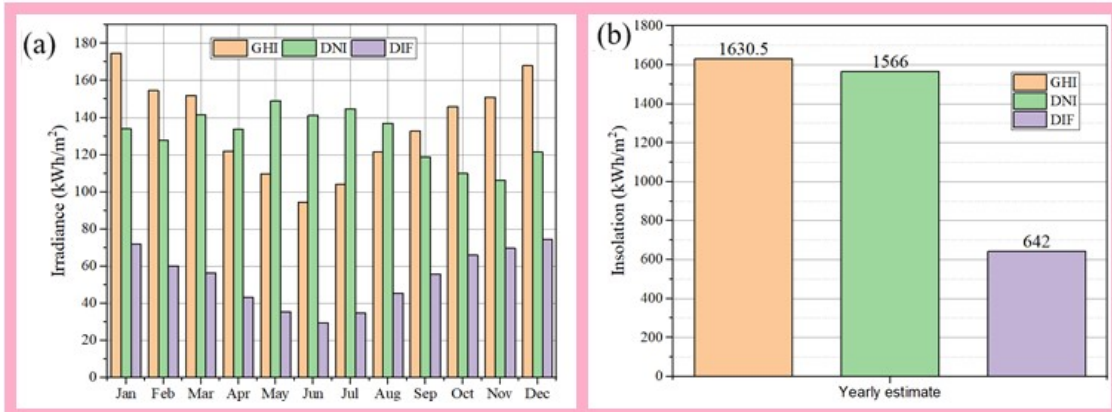 (a)
GHI DNI DIF
Irradiance (kWh/m²)
180
160
140
120
100
80
60
40
20
0
Jan Feb Mar Apr May Jun Jul Aug Sep Oct Nov Dec
(b)
1800
1600
1400
1200
1000
800
600
400
200
0
Insolation (kWh/m²)
1630.5
1566
642
GHI
DNI
DIF
Yearly estimate